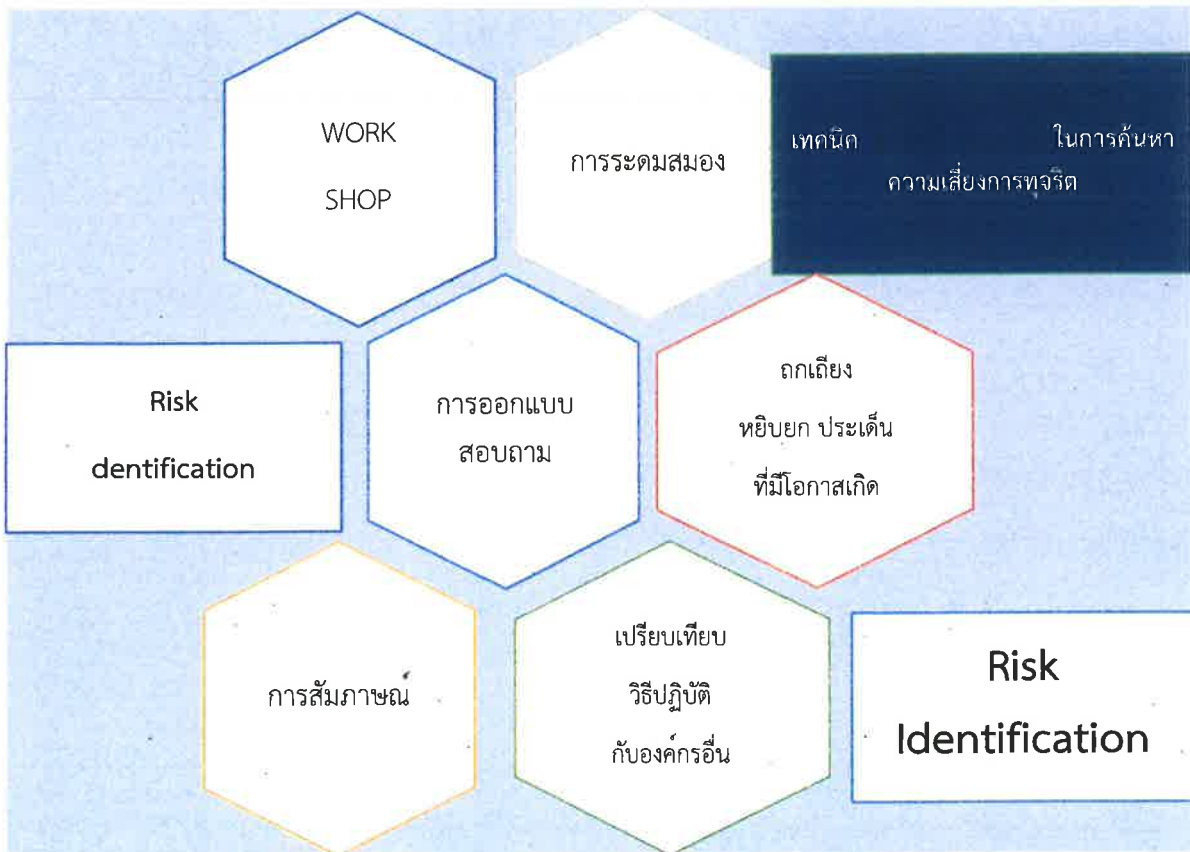 WORK
SHOP
การระดมสมอง
เทคนิค ในการค้นหา
ความเสี่ยงการทุจริต
Risk
dentification
การออกแบบ
สอบถาม
ถกเถียง
หยิบยก ประเด็น
ที่มีโอกาสเกิด
การสัมภาษณ์
เปรียบเทียบ
วิธีปฏิบัติ
กับองค์กรอื่น
Risk
Identification